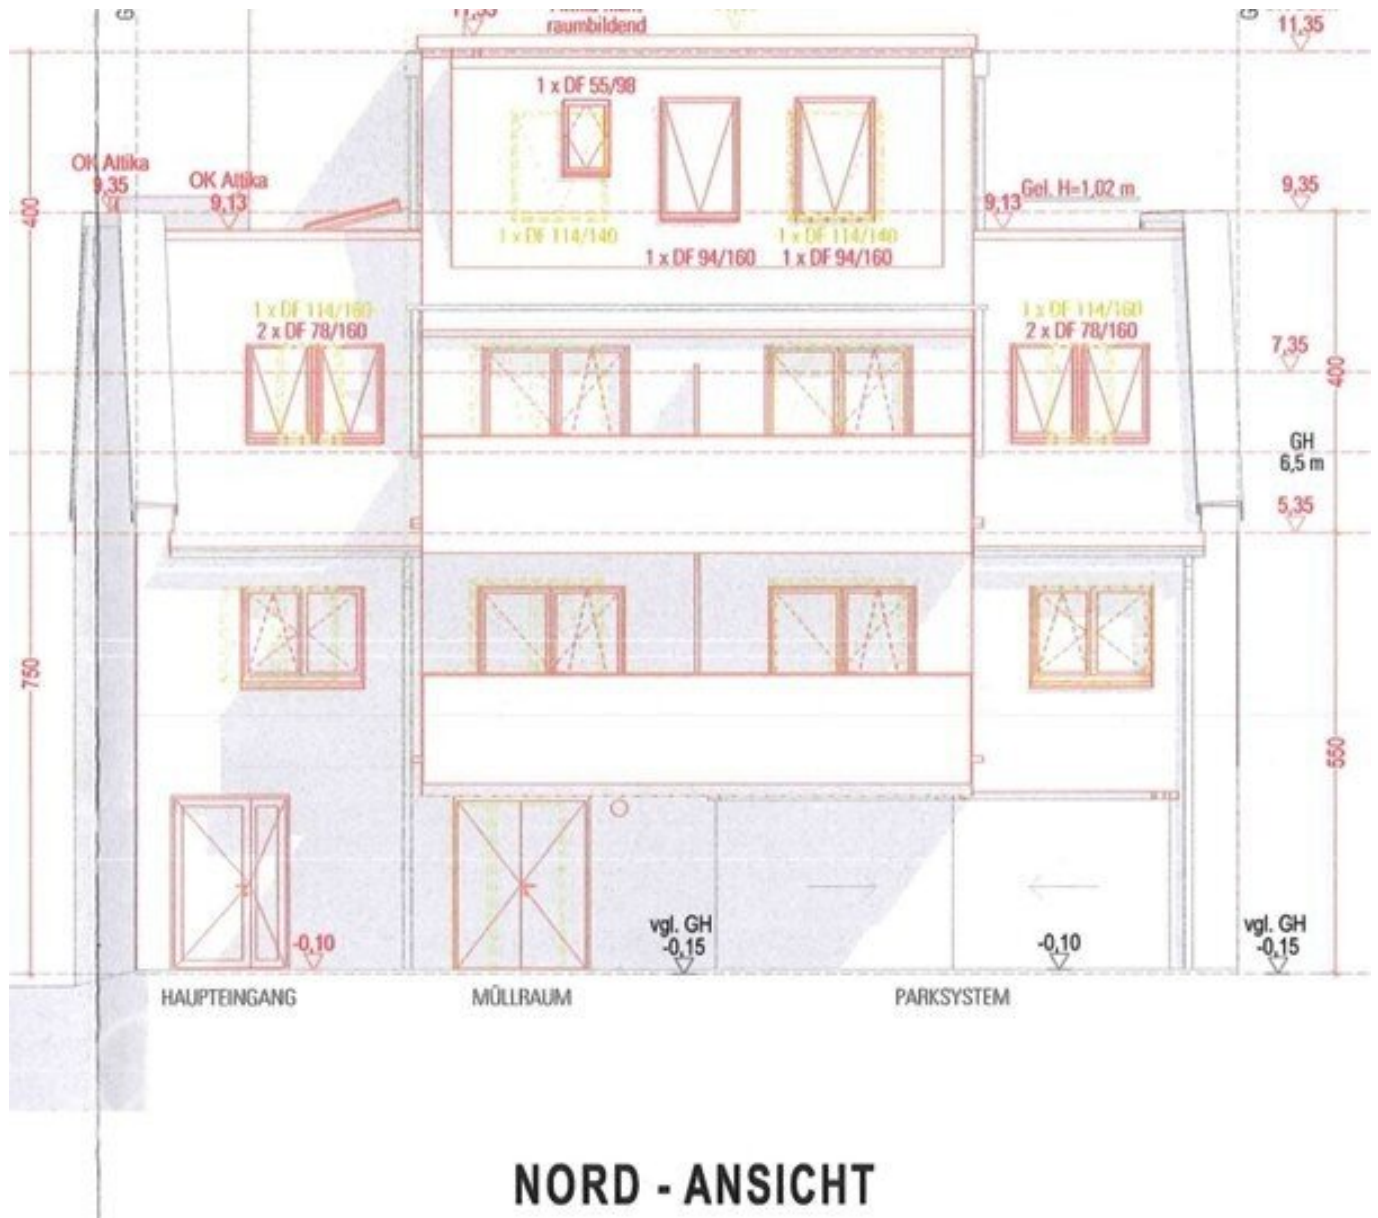 raumbildend
11,35
1 x DF 55/98
OK Attika
9,35
OK Attika
9,13
Gel. H=1,02 m
9,13
9,35
400
1 x DF 114/140
1 x DF 114/140
1 x DF 94/160
1 x DF 94/160
1 x DF 114/160
2 x DF 78/160
1 x DF 114/160
2 x DF 78/160
7,35
400
GH
6,5 m
5,35
750
550
-0,10
vgl. GH
-0,15
-0,10
vgl. GH
-0,15
HAUPTEINGANG
MÜLLRAUM
PARKSYSTEM
NORD - ANSICHT